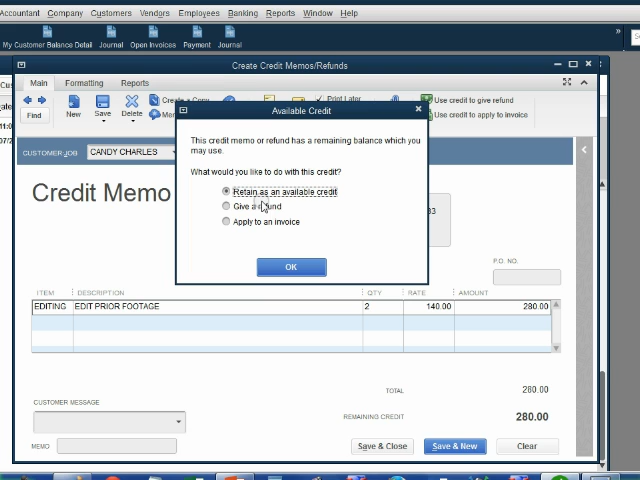 Accountant Company Customers Vendors Employees Banking Reports Window Help
My Customer Balance Detail Journal Open Invoices Payment Journal
Create Credit Memos/Refunds
Main Formatting Reports
Find New Save Delete Create a Copy Print Later Use credit to give refund
Use credit to apply to invoice
Available Credit
This credit memo or refund has a remaining balance which you
may use.
What would you like to do with this credit?
Retain as an available credit
Give a refund
Apply to an invoice
OK
CUSTOMER:JOB CANDY CHARLES
Credit Memo
P.O. NO.
ITEM DESCRIPTION QTY RATE AMOUNT
EDITING EDIT PRIOR FOOTAGE 2 140.00 280.00
TOTAL 280.00
CUSTOMER MESSAGE
REMAINING CREDIT 280.00
MEMO
Save & Close Save & New Clear